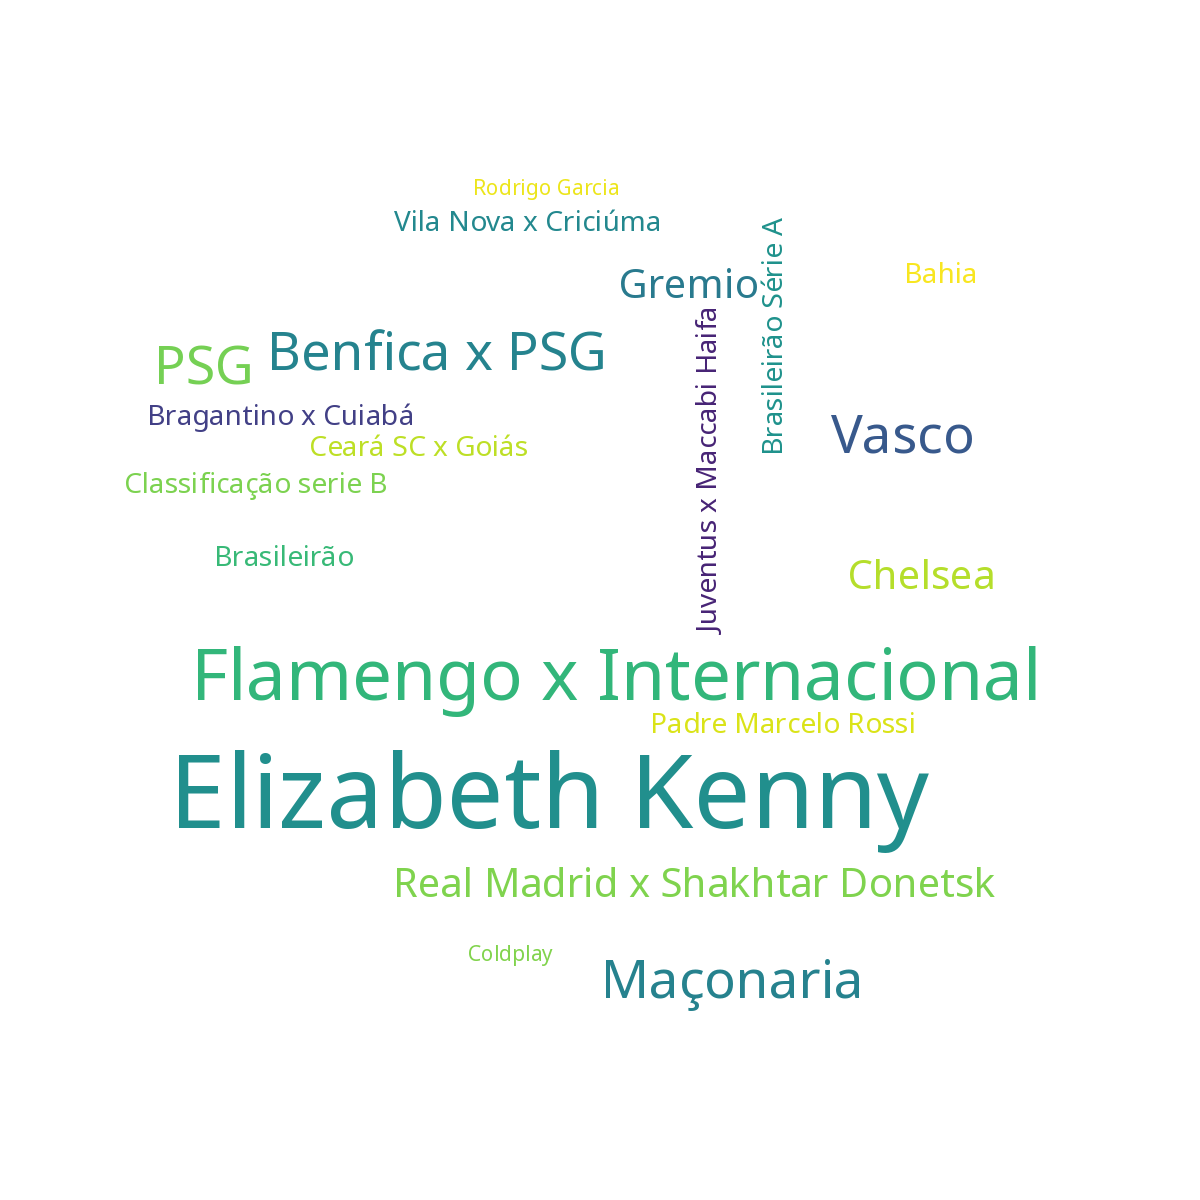 Rodrigo Garcia
Vila Nova x Criciúma
Brasileirão Série A
Bahia
Gremio
Juventus x Maccabi Haifa
PSG
Benfica x PSG
Bragantino x Cuiabá
Vasco
Ceará SC x Goiás
Classificação serie B
Brasileirão
Chelsea
Flamengo x Internacional
Padre Marcelo Rossi
Elizabeth Kenny
Real Madrid x Shakhtar Donetsk
Coldplay
Maçonaria